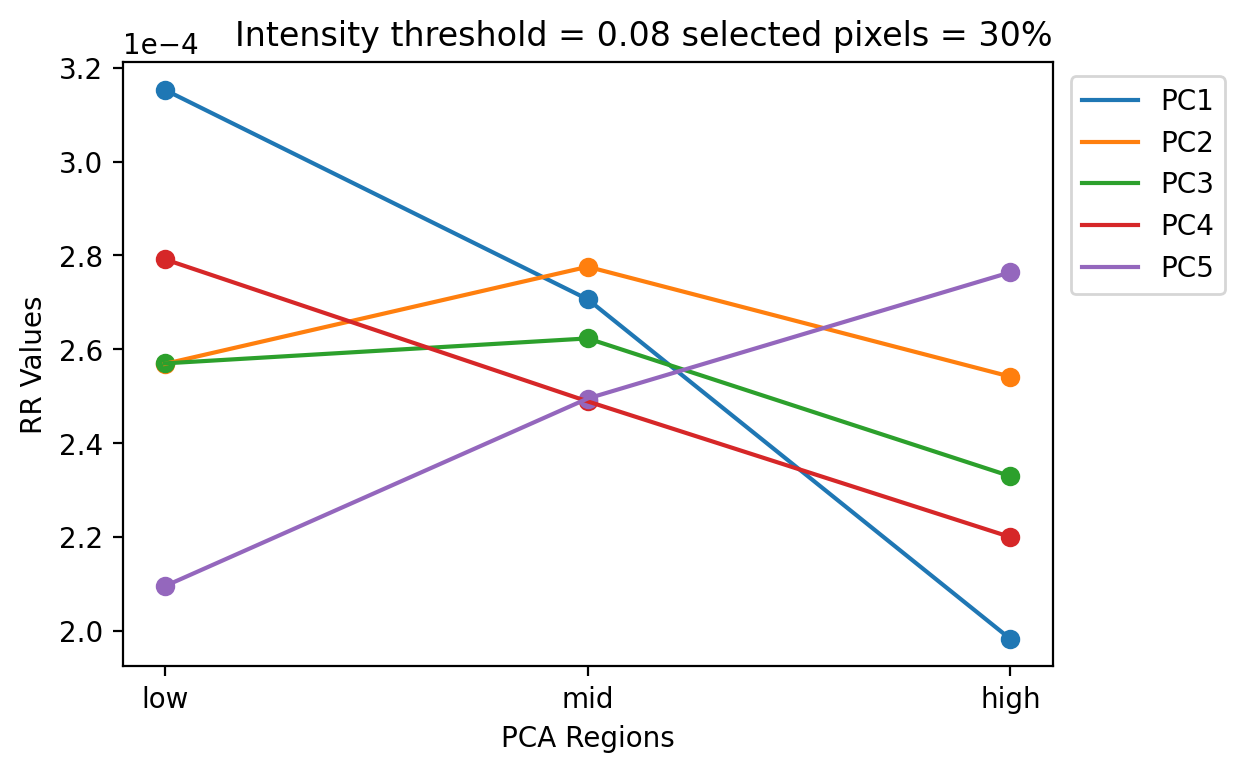 Intensity threshold = 0.08 selected pixels = 30%
1e−4
3.2
3.0
2.8
2.6
2.4
2.2
2.0
RR Values
low mid high
PCA Regions
PC1
PC2
PC3
PC4
PC5